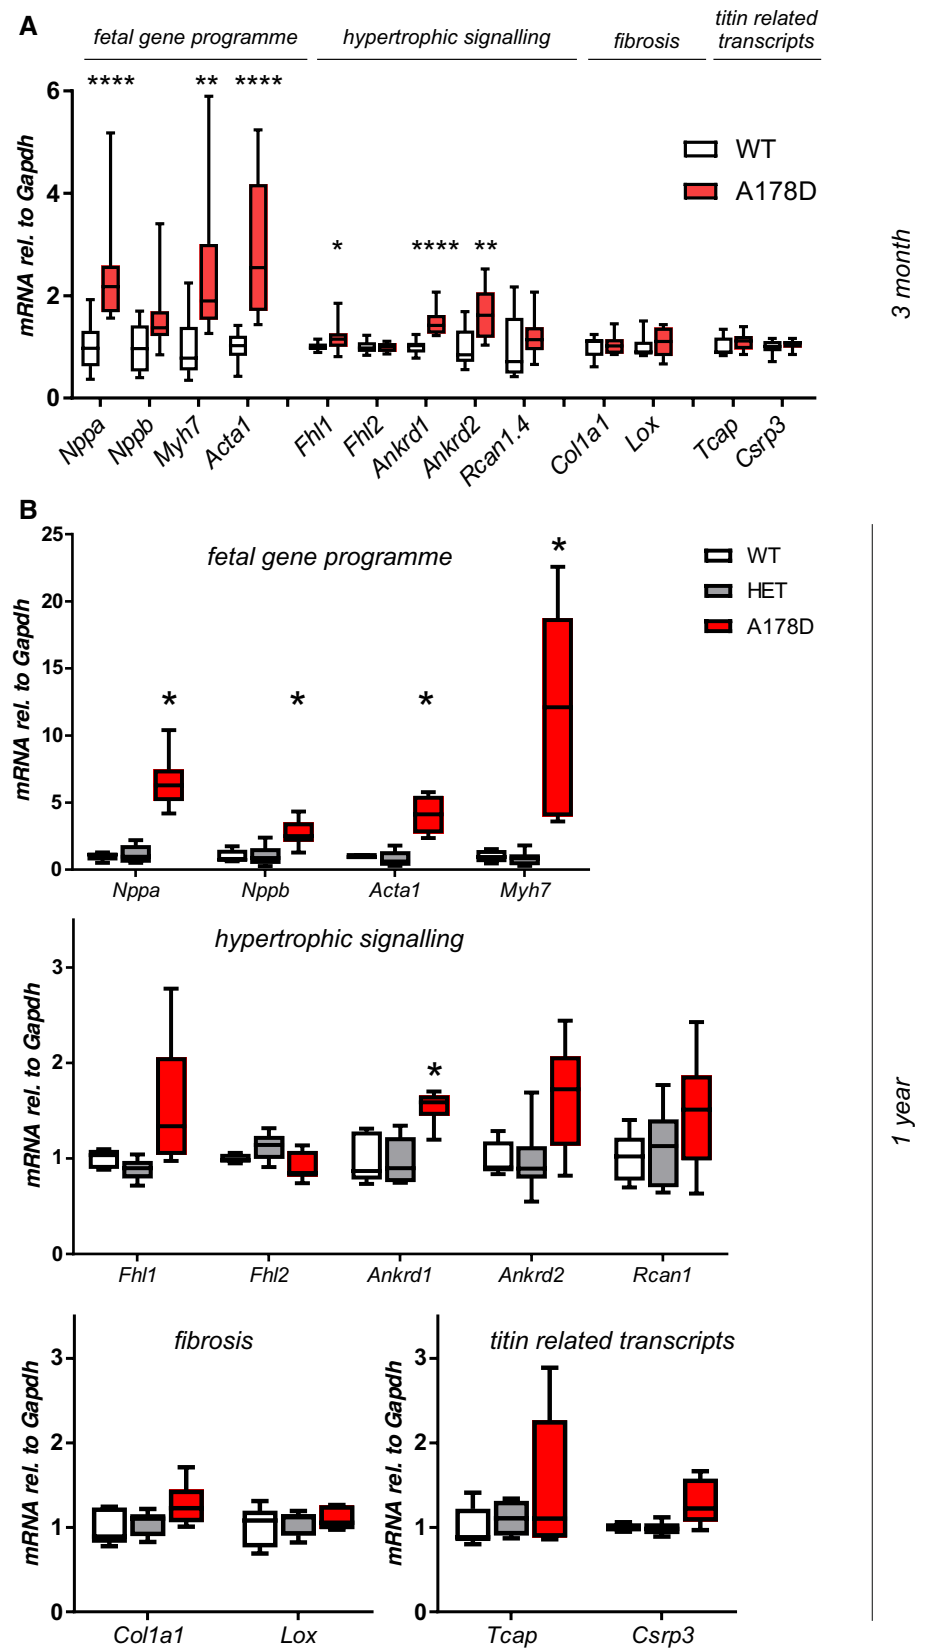 A
fetal gene programme
hypertrophic signalling
fibrosis
titin related
transcripts
**** ** ****
* **** **
6
4
2
0
mRNA rel. to Gapdh
WT
A178D
3 month
Nppa Nppb Myh7 Acta1 Fhl1 Fhl2 Ankrd1 Ankrd2 Rcan1.4 Col1a1 Lox Tcap Csrp3
B
fetal gene programme
25
20
15
10
5
0
mRNA rel. to Gapdh
* * * *
WT
HET
A178D
Nppa Nppb Acta1 Myh7
hypertrophic signalling
3
2
1
0
mRNA rel. to Gapdh
*
Fhl1 Fhl2 Ankrd1 Ankrd2 Rcan1
1 year
fibrosis
3
2
1
0
mRNA rel. to Gapdh
Col1a1 Lox
titin related transcripts
3
2
1
0
mRNA rel. to Gapdh
Tcap Csrp3